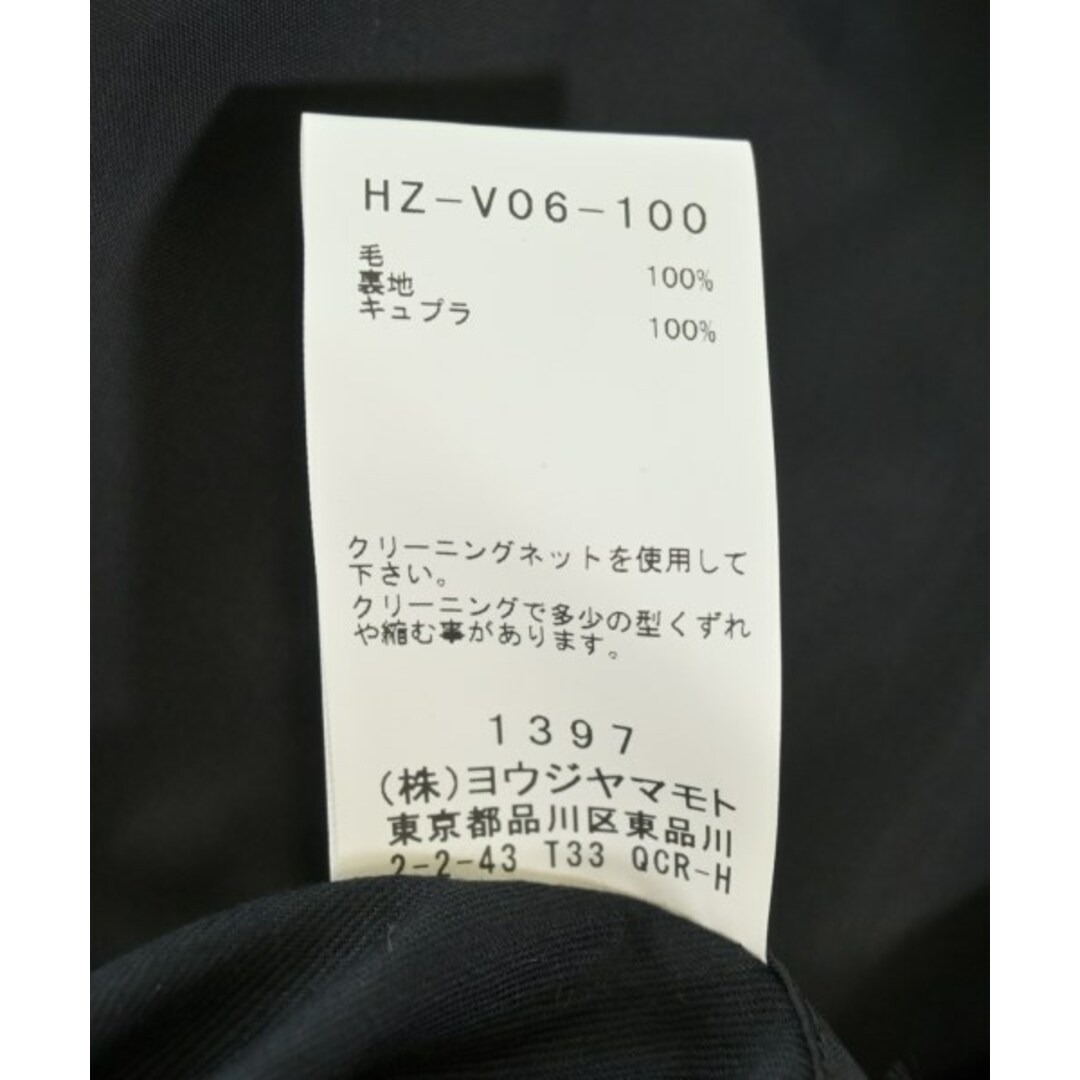 HZ-V06-100
毛 100%
裏地
キュプラ 100%
クリーニングネットを使用して
下さい。
クリーニングで多少の型くずれ
や縮む事があります。
1397
(株)ヨウジヤマモト
東京都品川区東品川
2-2-43 T33 QCR-H